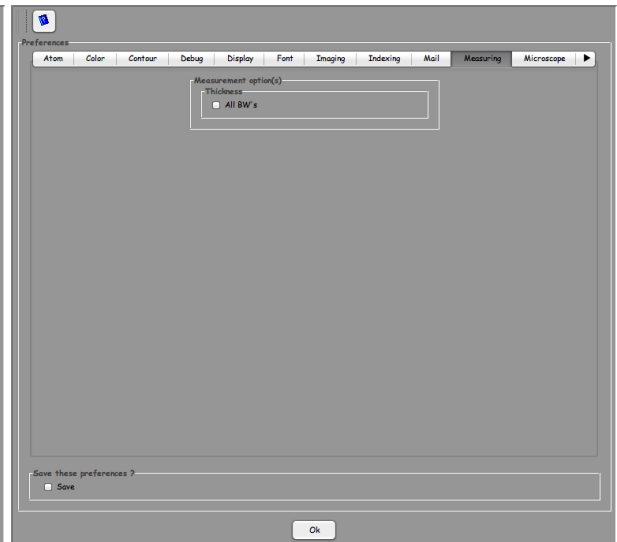 Preferences
Atom Color Contour Debug Display Font Imaging Indexing Mail Measuring Microscope
Measurement option(s)
Thickness
All BW's
Save these preferences ?
Save
Ok